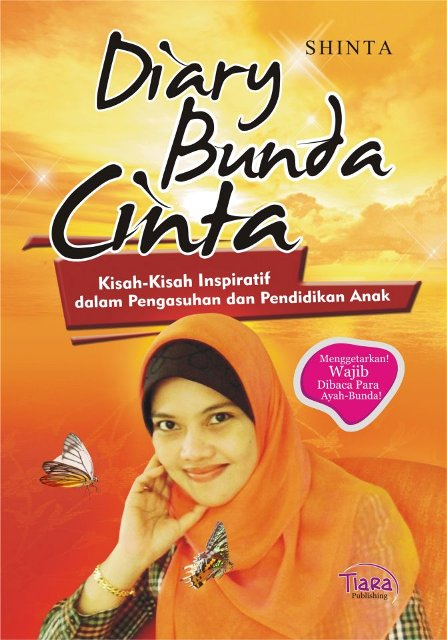 SHINTA
Diary
Bunda
Cinta
Kisah-Kisah Inspiratif
dalam Pengasuhan dan Pendidikan Anak
Menggetarkan!
Wajib
Dibaca Para
Ayah-Bunda!
Tiara
Publishing